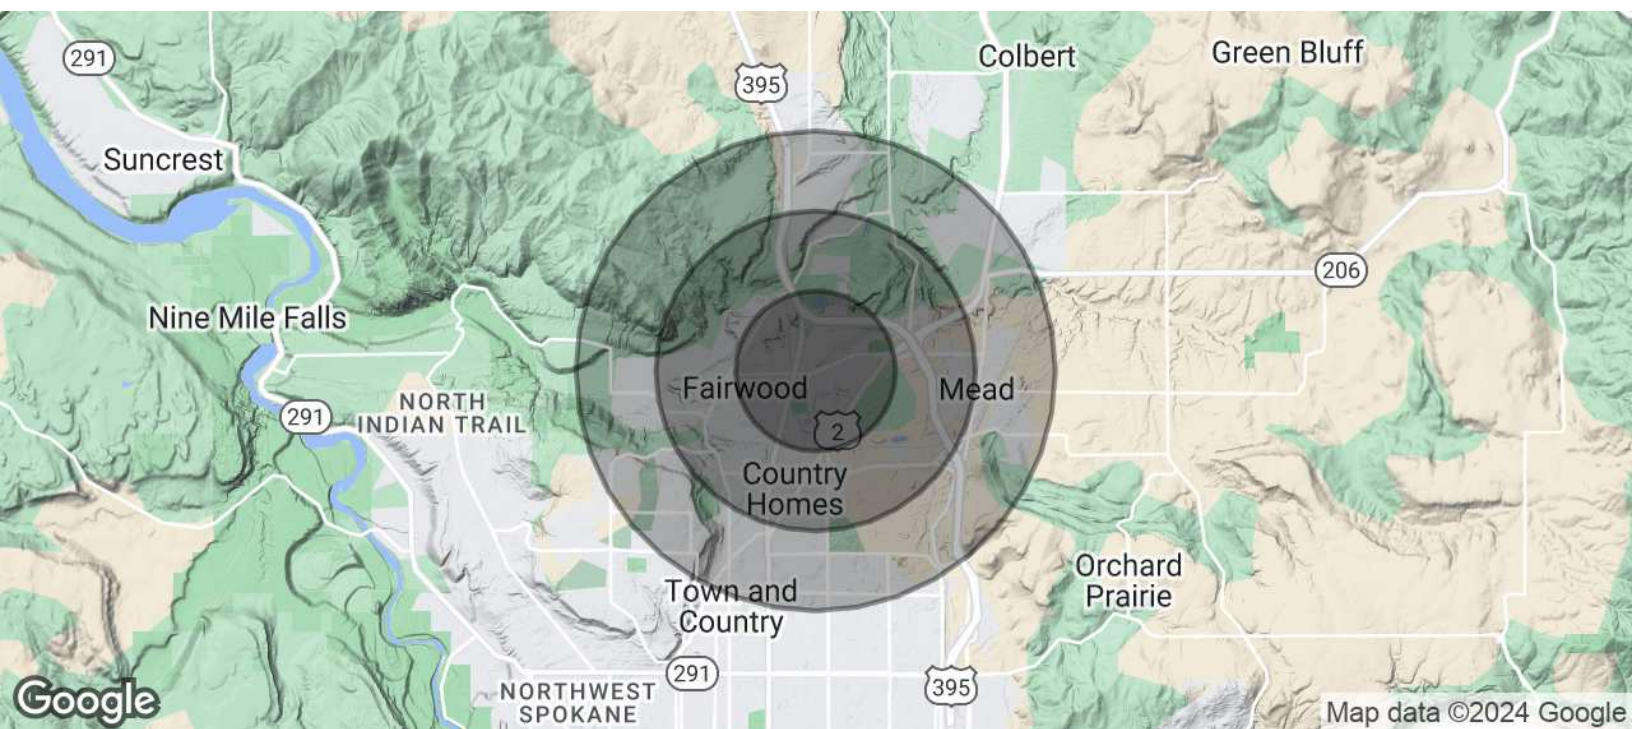 291
395
Colbert
Green Bluff
Suncrest
206
Nine Mile Falls
Fairwood
Mead
NORTH
INDIAN TRAIL
291
2
Country
Homes
Orchard
Prairie
Town and
Country
291
395
NORTHWEST
SPOKANE
Google
Map data ©2024 Google